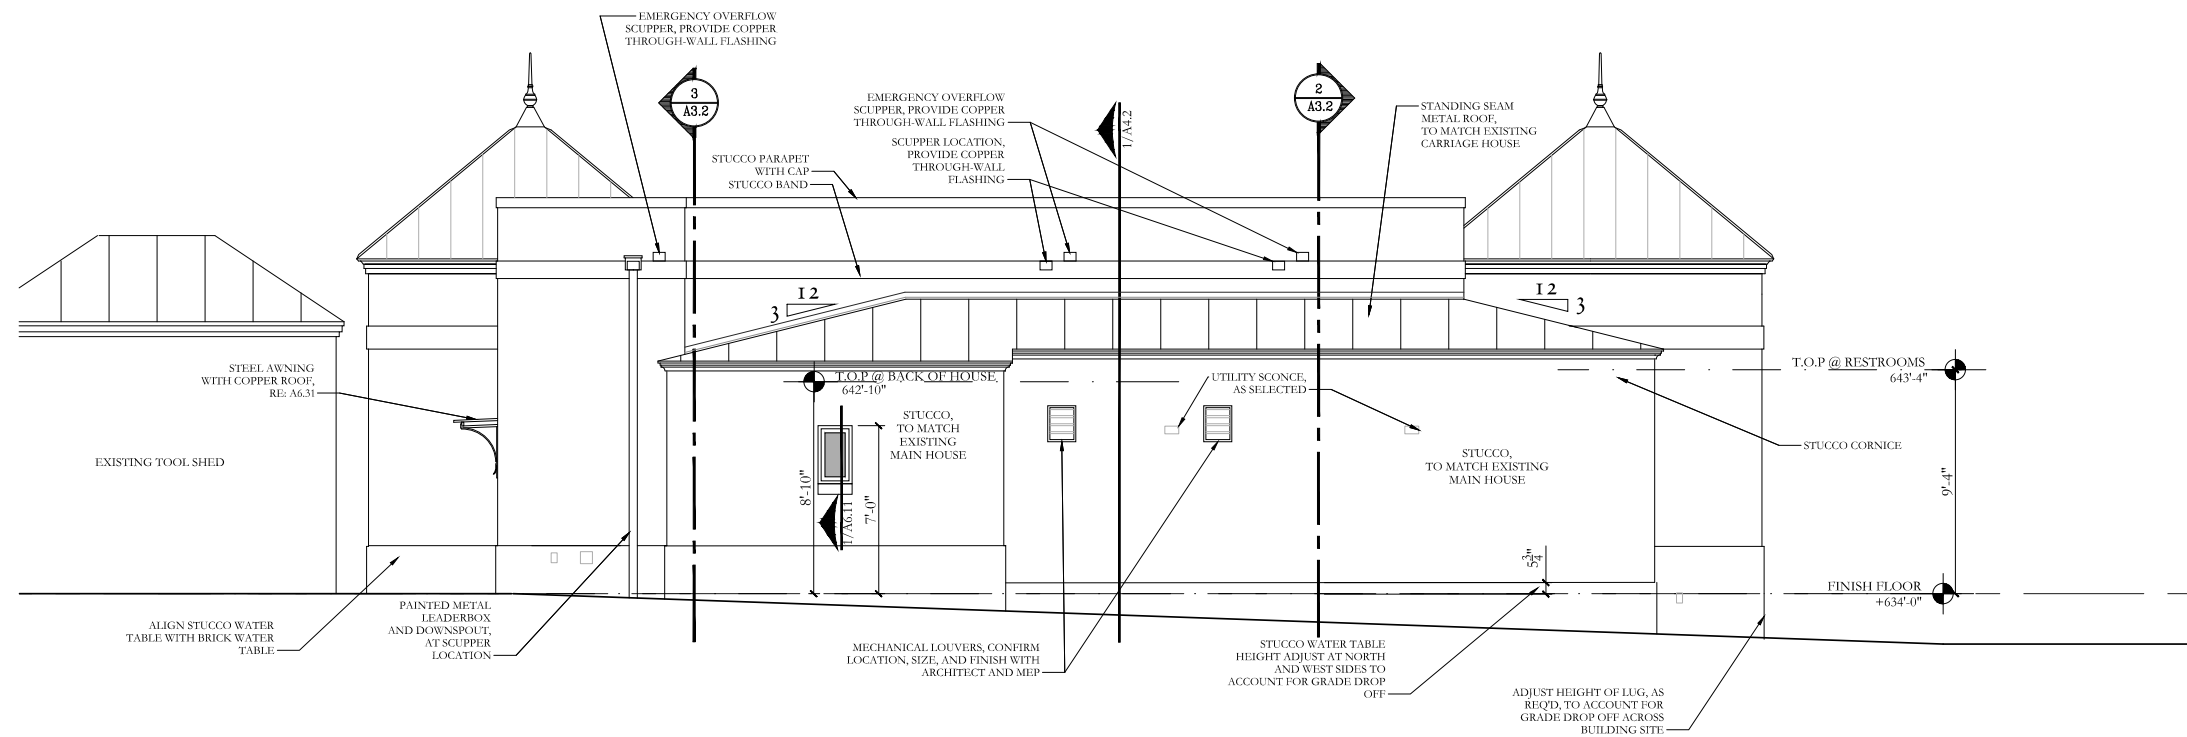 EMERGENCY OVERFLOW
SCUPPER, PROVIDE COPPER
THROUGH-WALL FLASHING
3
A3.2
2
A3.2
EMERGENCY OVERFLOW
SCUPPER, PROVIDE COPPER
THROUGH-WALL FLASHING
SCUPPER LOCATION,
PROVIDE COPPER
THROUGH-WALL
FLASHING
1/A4.2
STANDING SEAM
METAL ROOF,
TO MATCH EXISTING
CARRIAGE HOUSE
STUCCO PARAPET
WITH CAP
STUCCO BAND
12
3
12
3
STEEL AWNING
WITH COPPER ROOF,
RE: A6.31
T.O.P @ BACK OF HOUSE
642'-10"
UTILITY SCONCE,
AS SELECTED
T.O.P @ RESTROOMS
643'-4"
STUCCO,
TO MATCH
EXISTING
MAIN HOUSE
EXISTING TOOL SHED
STUCCO,
TO MATCH EXISTING
MAIN HOUSE
STUCCO CORNICE
8'-10"
7'-0"
1/A6.11
9'-4"
5 3/4"
FINISH FLOOR
+634'-0"
ALIGN STUCCO WATER
TABLE WITH BRICK WATER
TABLE
PAINTED METAL
LEADERBOX
AND DOWNSPOUT,
AT SCUPPER
LOCATION
MECHANICAL LOUVERS, CONFIRM
LOCATION, SIZE, AND FINISH WITH
ARCHITECT AND MEP
STUCCO WATER TABLE
HEIGHT ADJUST AT NORTH
AND WEST SIDES TO
ACCOUNT FOR GRADE DROP
OFF
ADJUST HEIGHT OF LUG, AS
REQ'D, TO ACCOUNT FOR
GRADE DROP OFF ACROSS
BUILDING SITE